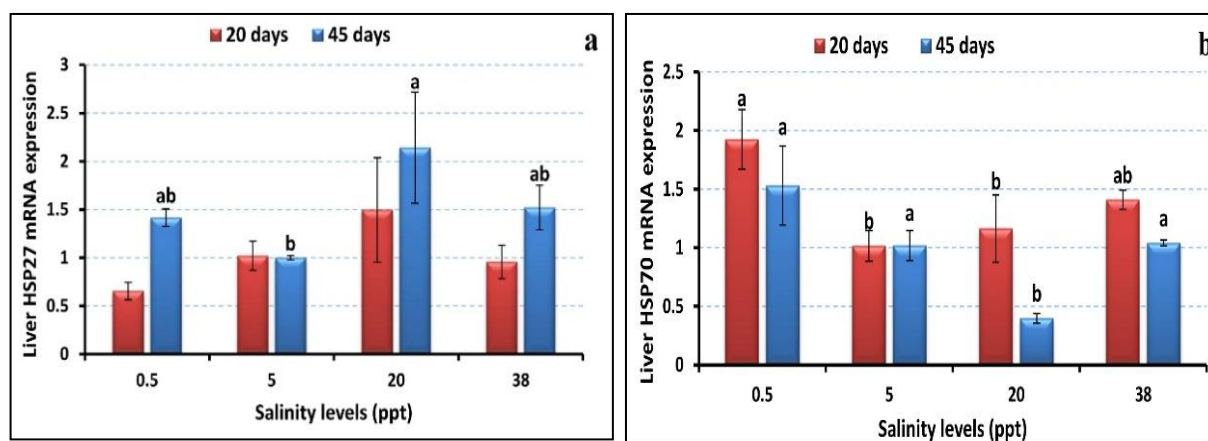 20 days 45 days
a
Liver HSP27 mRNA expression
3
2.5
2
1.5
1
0.5
0
ab
b
a
ab
0.5 5 20 38
Salinity levels (ppt)
20 days 45 days
b
Liver HSP70 mRNA expression
2.5
2
1.5
1
0.5
0
a
a
b
a
b
b
ab
a
0.5 5 20 38
Salinity levels (ppt)